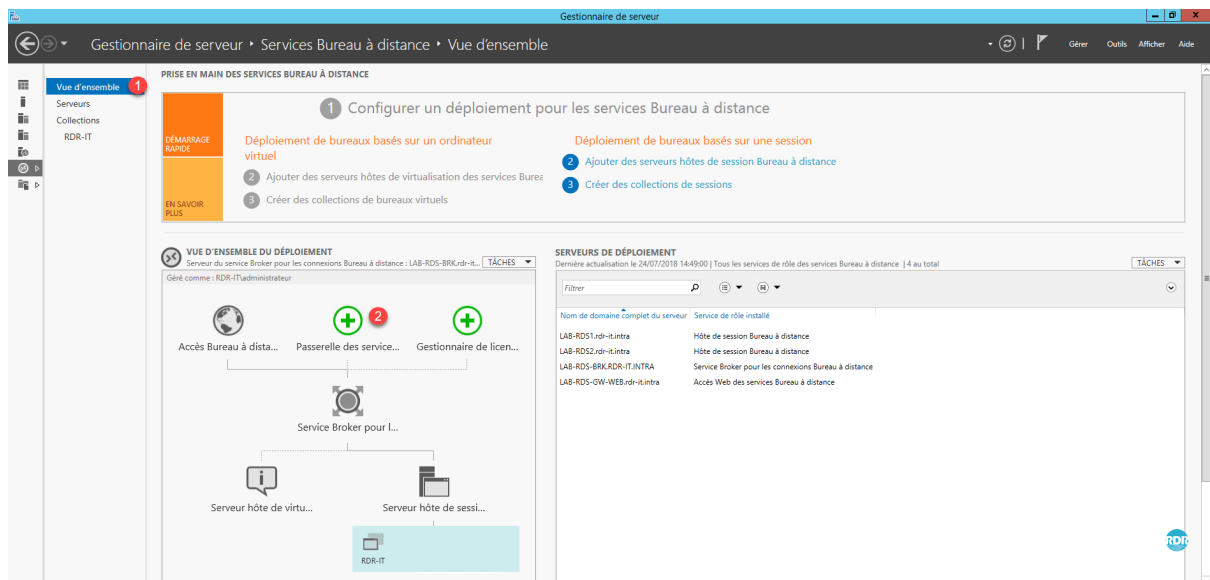 Gestionnaire de serveur
Gestionnaire de serveur • Services Bureau à distance • Vue d'ensemble
Gérer Outils Afficher Aide
Vue d'ensemble 1
Serveurs
Collections
RDR-IT
PRISE EN MAIN DES SERVICES BUREAU À DISTANCE
DÉMARRAGE
RAPIDE
EN SAVOIR
PLUS
1 Configurer un déploiement pour les services Bureau à distance
Déploiement de bureaux basés sur un ordinateur
virtuel
2 Ajouter des serveurs hôtes de virtualisation des services Burea
3 Créer des collections de bureaux virtuels
Déploiement de bureaux basés sur une session
2 Ajouter des serveurs hôtes de session Bureau à distance
3 Créer des collections de sessions
VUE D'ENSEMBLE DU DÉPLOIEMENT
Serveur du service Broker pour les connexions Bureau à distance : LAB-RDS-BRK.rdr-it... TÂCHES
Géré comme : RDR-IT\administrateur
2
Accès Bureau à dista... Passerelle des service... Gestionnaire de licen...
Service Broker pour l...
Serveur hôte de virtu... Serveur hôte de sessi...
RDR-IT
SERVEURS DE DÉPLOIEMENT
Dernière actualisation le 24/07/2018 14:49:00 | Tous les services de rôle des services Bureau à distance | 4 au total TÂCHES
Filtrer
Nom de domaine complet du serveur Service de rôle installé
LAB-RDS1.rdr-it.intra Hôte de session Bureau à distance
LAB-RDS2.rdr-it.intra Hôte de session Bureau à distance
LAB-RDS-BRK.RDR-IT.INTRA Service Broker pour les connexions Bureau à distance
LAB-RDS-GW-WEB.rdr-it.intra Accès Web des services Bureau à distance
RDR